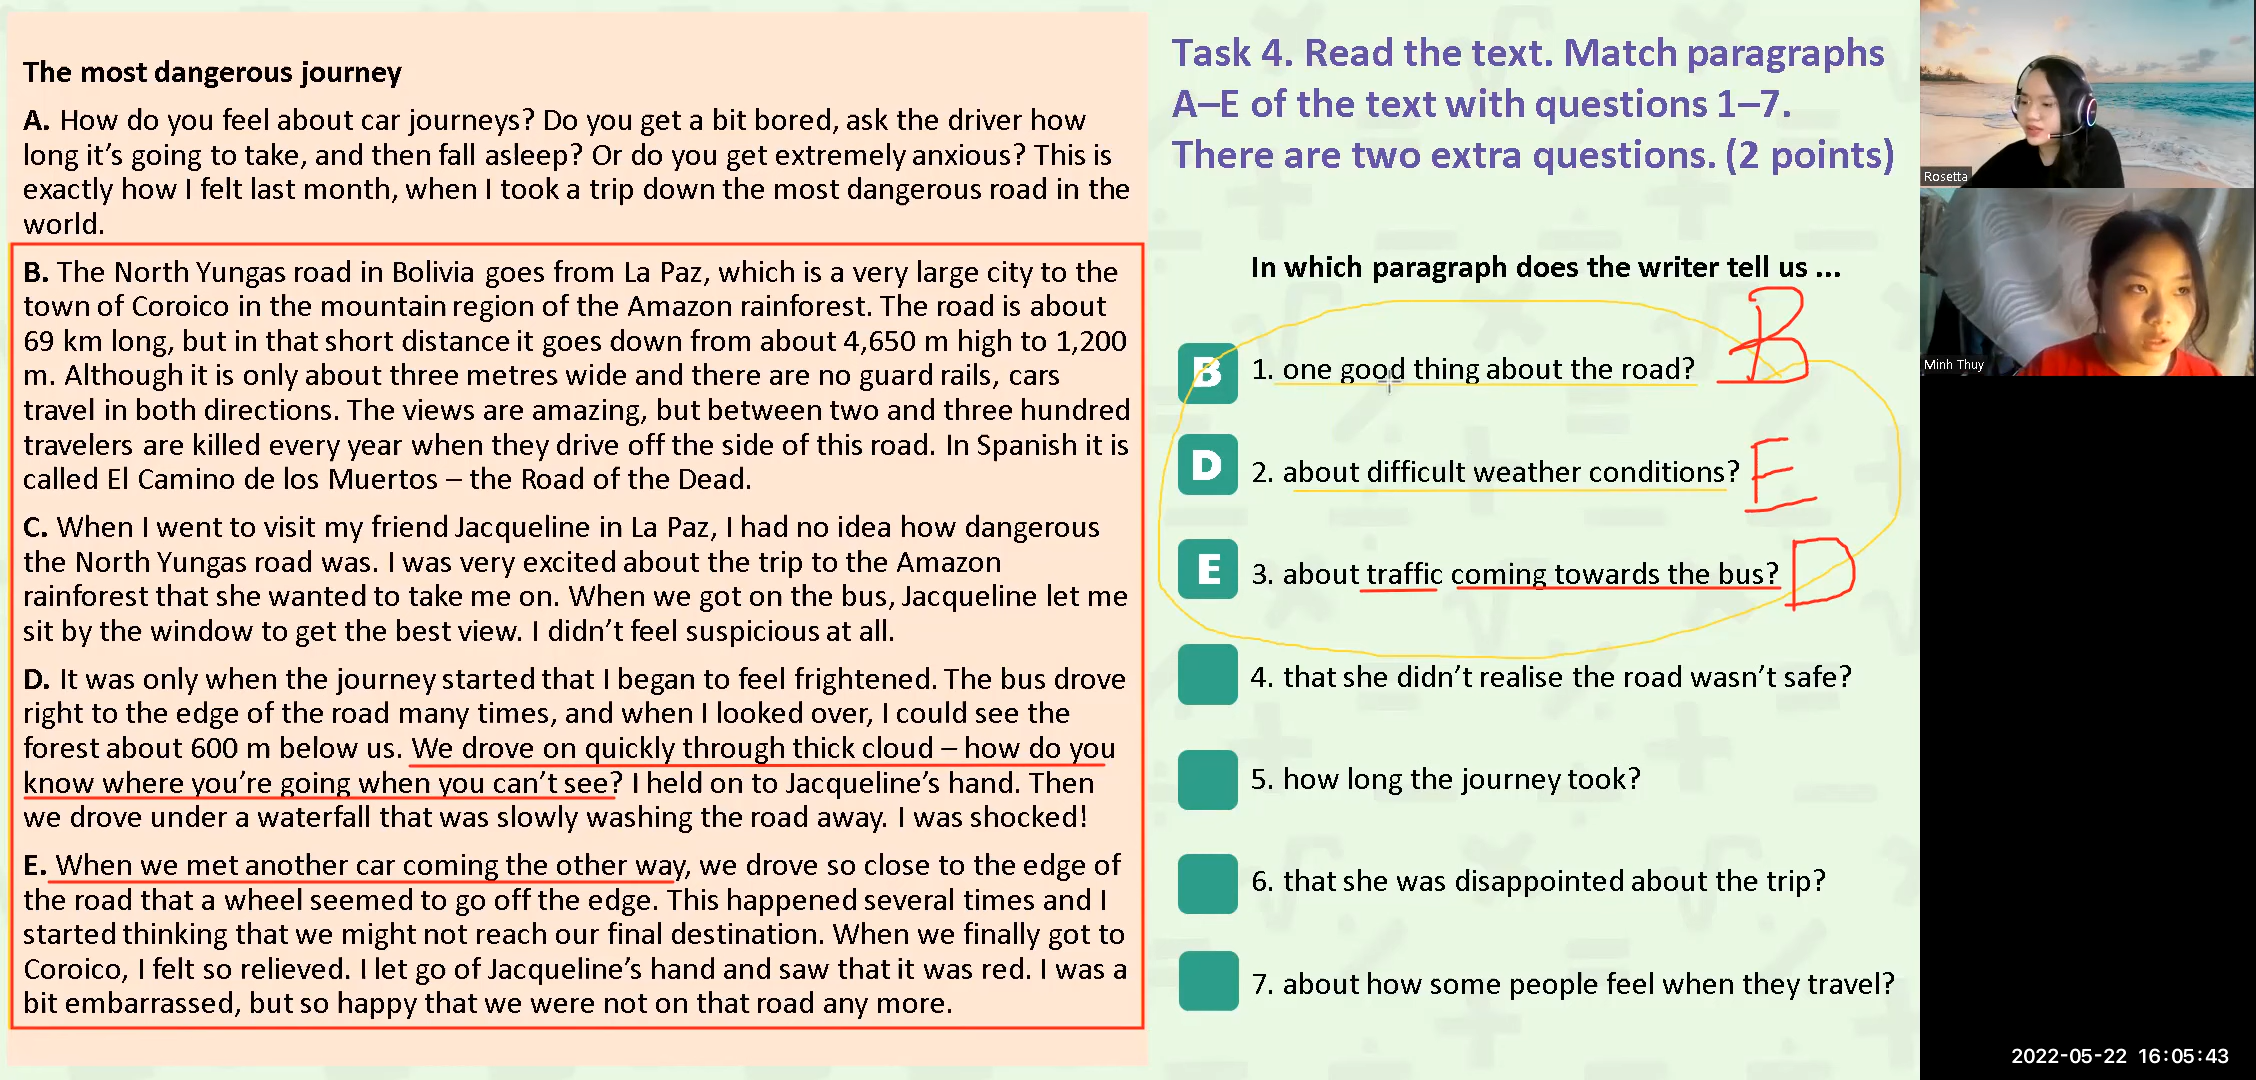 The most dangerous journey
A. How do you feel about car journeys? Do you get a bit bored, ask the driver how
long it's going to take, and then fall asleep? Or do you get extremely anxious? This is
exactly how I felt last month, when I took a trip down the most dangerous road in the
world.
B. The North Yungas road in Bolivia goes from La Paz, which is a very large city to the
town of Coroico in the mountain region of the Amazon rainforest. The road is about
69 km long, but in that short distance it goes down from about 4,650 m high to 1,200
m. Although it is only about three metres wide and there are no guard rails, cars
travel in both directions. The views are amazing, but between two and three hundred
travelers are killed every year when they drive off the side of this road. In Spanish it is
called El Camino de los Muertos – the Road of the Dead.
C. When I went to visit my friend Jacqueline in La Paz, I had no idea how dangerous
the North Yungas road was. I was very excited about the trip to the Amazon
rainforest that she wanted to take me on. When we got on the bus, Jacqueline let me
sit by the window to get the best view. I didn't feel suspicious at all.
D. It was only when the journey started that I began to feel frightened. The bus drove
right to the edge of the road many times, and when I looked over, I could see the
forest about 600 m below us. We drove on quickly through thick cloud – how do you
know where you're going when you can't see? I held on to Jacqueline's hand. Then
we drove under a waterfall that was slowly washing the road away. I was shocked!
E. When we met another car coming the other way, we drove so close to the edge of
the road that a wheel seemed to go off the edge. This happened several times and I
started thinking that we might not reach our final destination. When we finally got to
Coroico, I felt so relieved. I let go of Jacqueline's hand and saw that it was red. I was a
bit embarrassed, but so happy that we were not on that road any more.
Task 4. Read the text. Match paragraphs
A–E of the text with questions 1–7.
There are two extra questions. (2 points)
In which paragraph does the writer tell us ...
B 1. one good thing about the road? B
D 2. about difficult weather conditions? E
E 3. about traffic coming towards the bus? D
4. that she didn't realise the road wasn't safe?
5. how long the journey took?
6. that she was disappointed about the trip?
7. about how some people feel when they travel?
Rosetta
Minh Thuy
2022-05-22 16:05:43